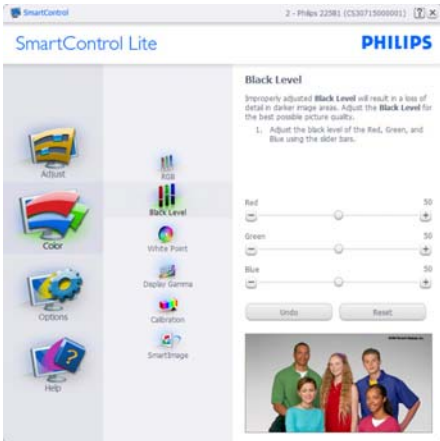 SmartControl
2 - Philips 225B1 (CS30715000001)
SmartControl Lite
PHILIPS
Adjust
Color
Options
Help
RGB
Black Level
White Point
Display Gamma
Calibration
SmartImage
Black Level
Improperly adjusted Black Level will result in a loss of
detail in darker image areas. Adjust the Black Level for
the best possible picture quality.
1. Adjust the black level of the Red, Green, and
Blue using the slider bars.
Red 50
Green 50
Blue 50
Undo
Reset